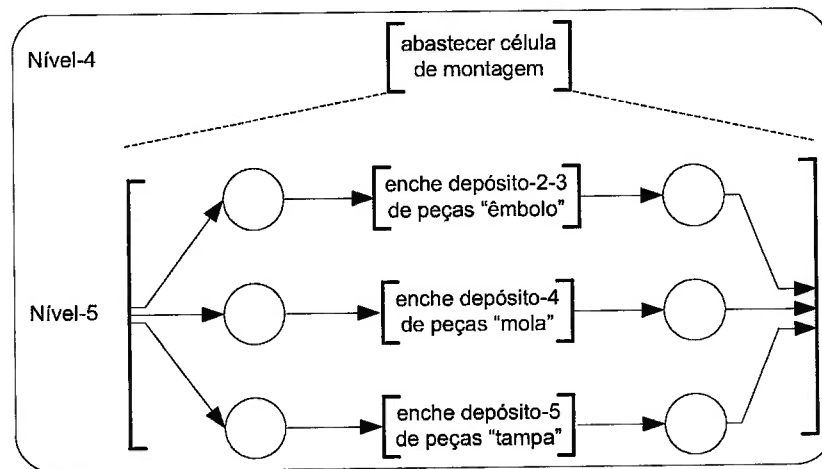 Nível-4
abastecer célula
de montagem
enche depósito-2-3
de peças “êmbolo”
Nível-5
enche depósito-4
de peças “mola”
enche depósito-5
de peças “tampa”